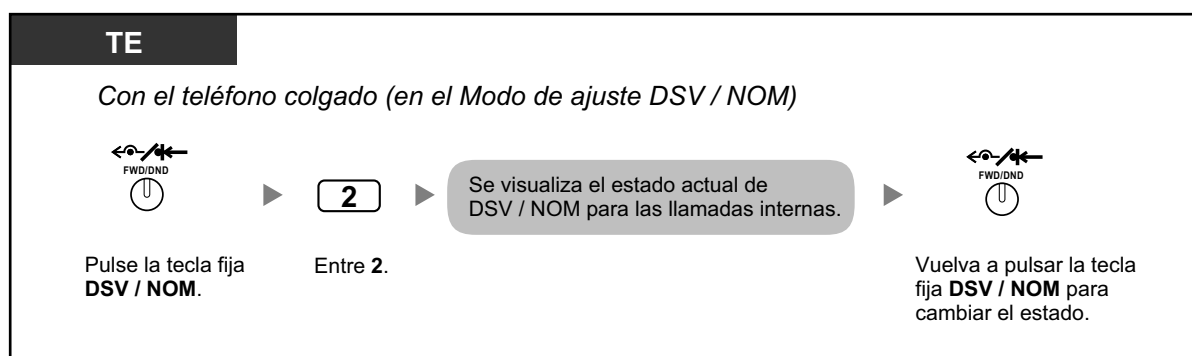 TE
Con el teléfono colgado (en el Modo de ajuste DSV / NOM)
FWD/DND
2
Se visualiza el estado actual de
DSV / NOM para las llamadas internas.
FWD/DND
Pulse la tecla fija
DSV / NOM.
Entre 2.
Vuelva a pulsar la tecla
fija DSV / NOM para
cambiar el estado.